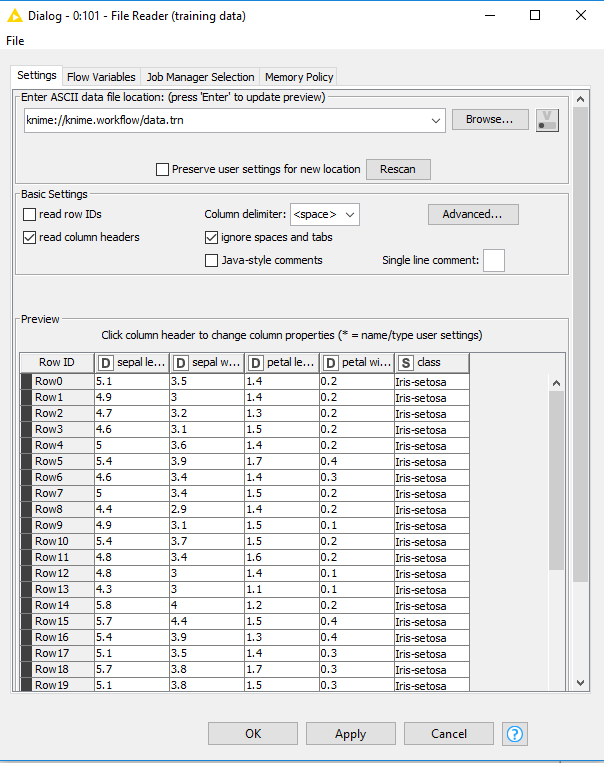 Dialog - 0:101 - File Reader (training data)
File
Settings Flow Variables Job Manager Selection Memory Policy
Enter ASCII data file location: (press 'Enter' to update preview)
knime://knime.workflow/data.trn Browse... V
Preserve user settings for new location Rescan
Basic Settings
read row IDs Column delimiter: <space> Advanced...
read column headers ignore spaces and tabs
Java-style comments Single line comment:
Preview
Click column header to change column properties (* = name/type user settings)
Row ID D sepal le... D sepal w... D petal le... D petal wi... S class
Row0 5.1 3.5 1.4 0.2 Iris-setosa
Row1 4.9 3 1.4 0.2 Iris-setosa
Row2 4.7 3.2 1.3 0.2 Iris-setosa
Row3 4.6 3.1 1.5 0.2 Iris-setosa
Row4 5 3.6 1.4 0.2 Iris-setosa
Row5 5.4 3.9 1.7 0.4 Iris-setosa
Row6 4.6 3.4 1.4 0.3 Iris-setosa
Row7 5 3.4 1.5 0.2 Iris-setosa
Row8 4.4 2.9 1.4 0.2 Iris-setosa
Row9 4.9 3.1 1.5 0.1 Iris-setosa
Row10 5.4 3.7 1.5 0.2 Iris-setosa
Row11 4.8 3.4 1.6 0.2 Iris-setosa
Row12 4.8 3 1.4 0.1 Iris-setosa
Row13 4.3 3 1.1 0.1 Iris-setosa
Row14 5.8 4 1.2 0.2 Iris-setosa
Row15 5.7 4.4 1.5 0.4 Iris-setosa
Row16 5.4 3.9 1.3 0.4 Iris-setosa
Row17 5.1 3.5 1.4 0.3 Iris-setosa
Row18 5.7 3.8 1.7 0.3 Iris-setosa
Row19 5.1 3.8 1.5 0.3 Iris-setosa
OK Apply Cancel ?